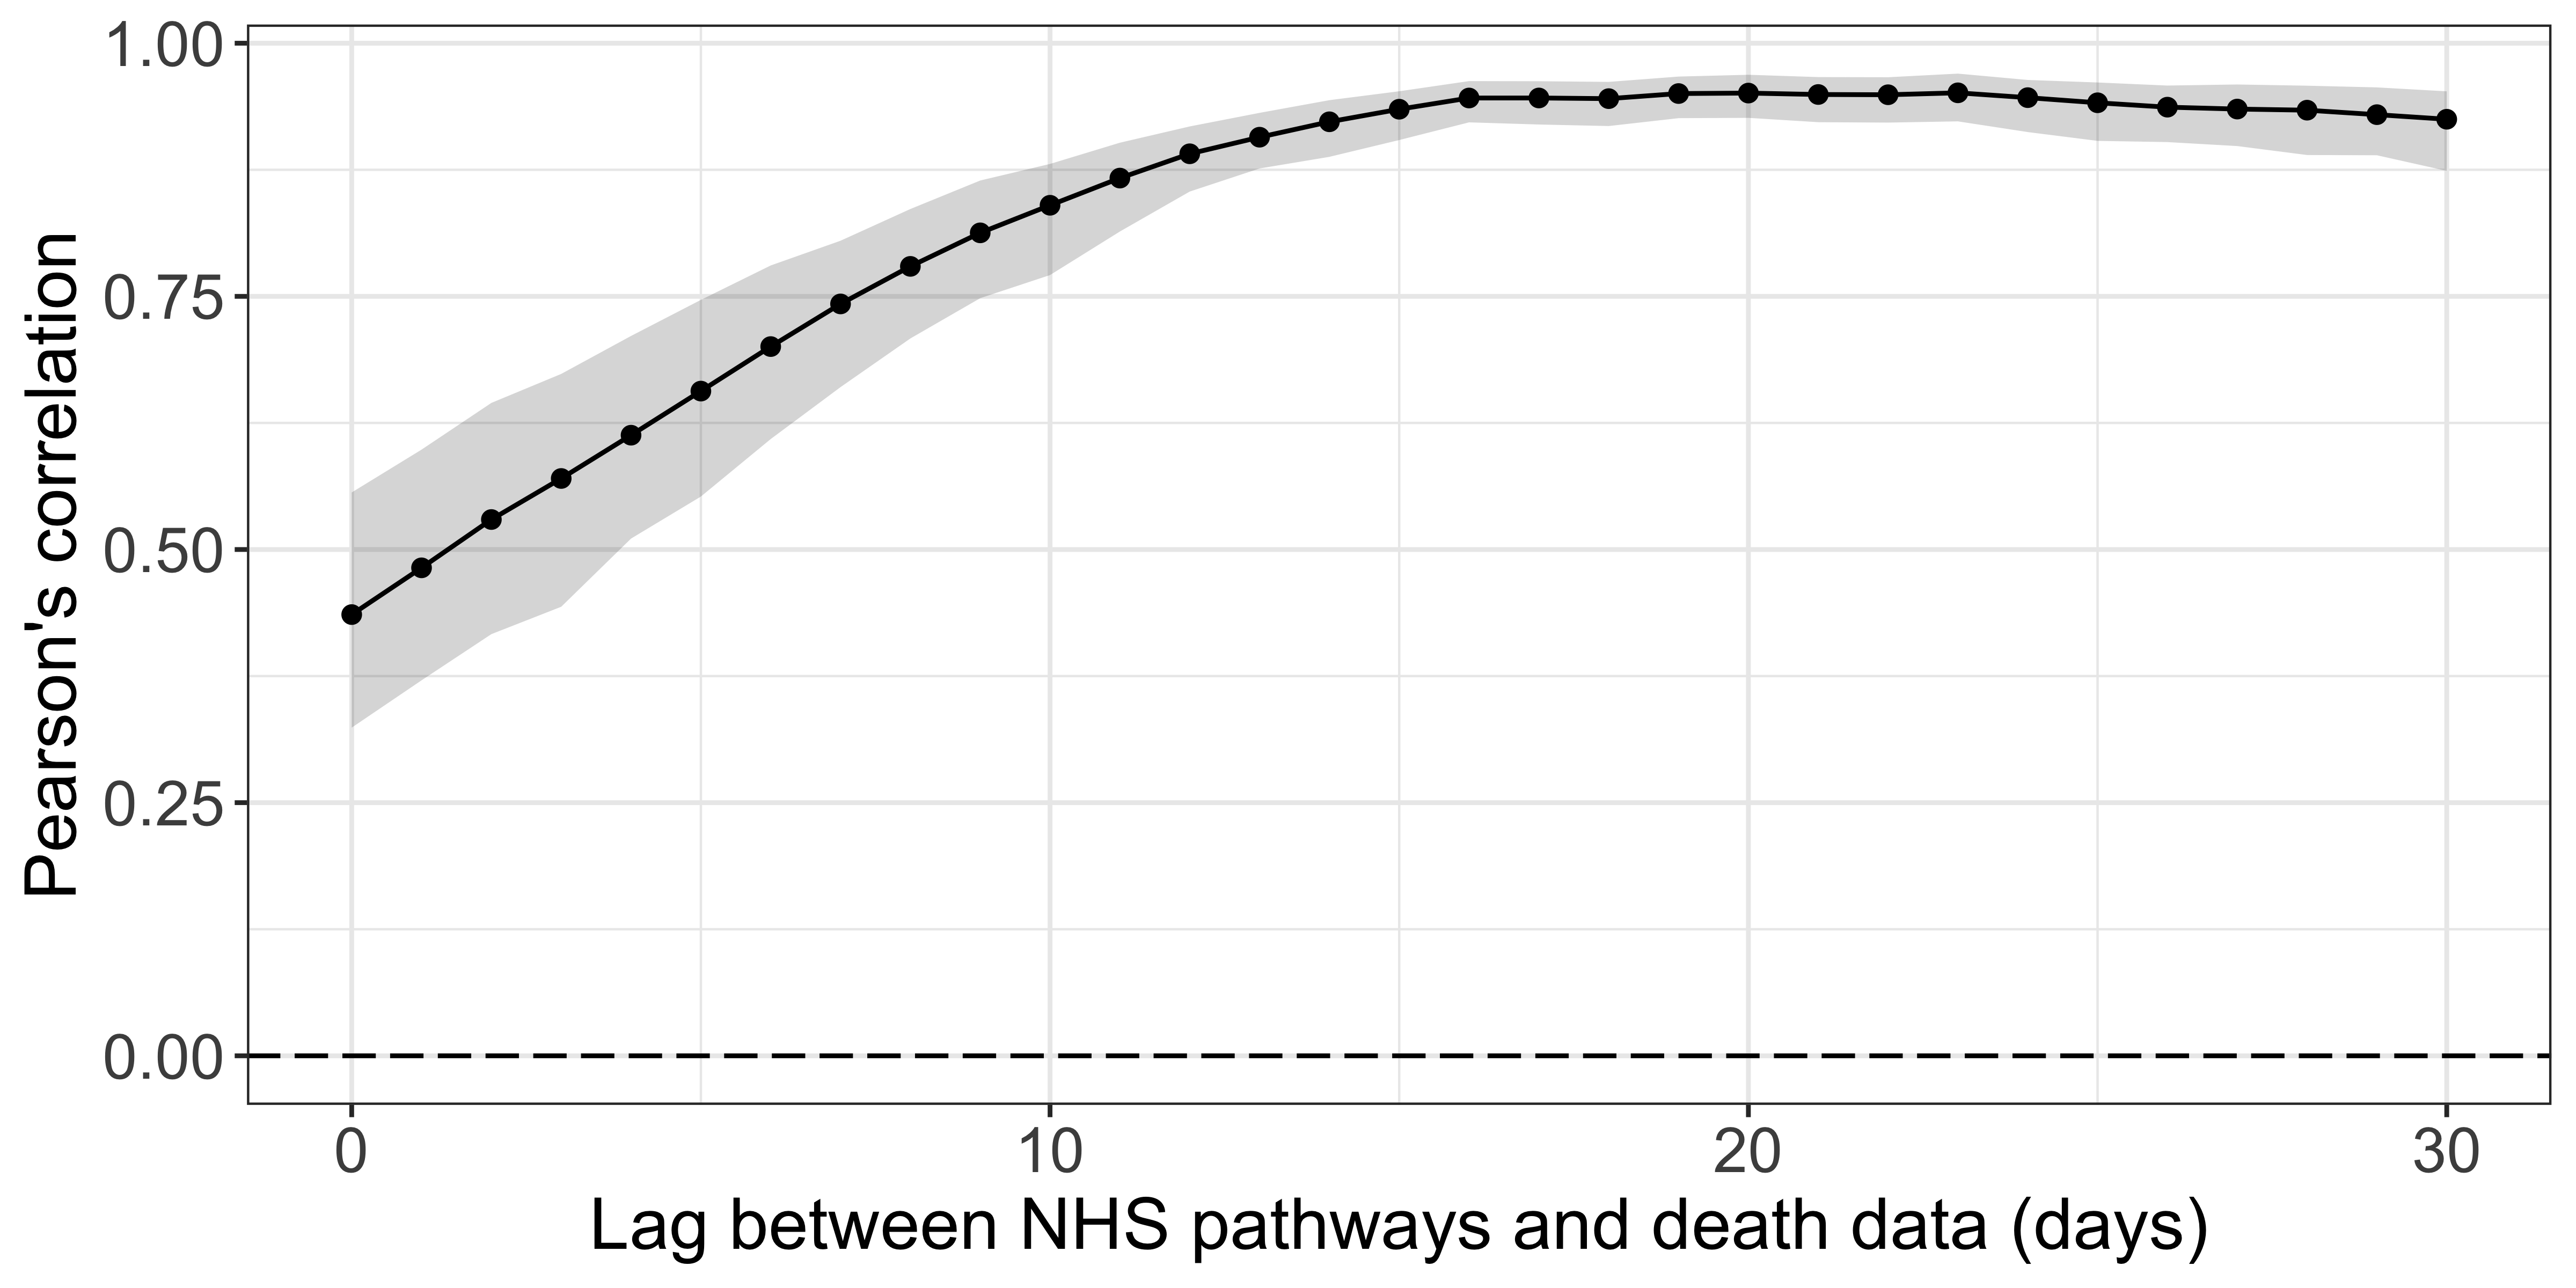 Pearson's correlation
1.00
0.75
0.50
0.25
0.00
0 10 20 30
Lag between NHS pathways and death data (days)